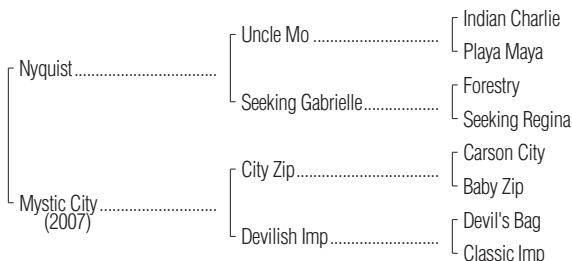 Indian Charlie
Uncle Mo
Playa Maya
Nyquist
Forestry
Seeking Gabrielle
Seeking Regina
Carson City
City Zip
Baby Zip
Mystic City
(2007)
Devil's Bag
Devilish Imp
Classic Imp